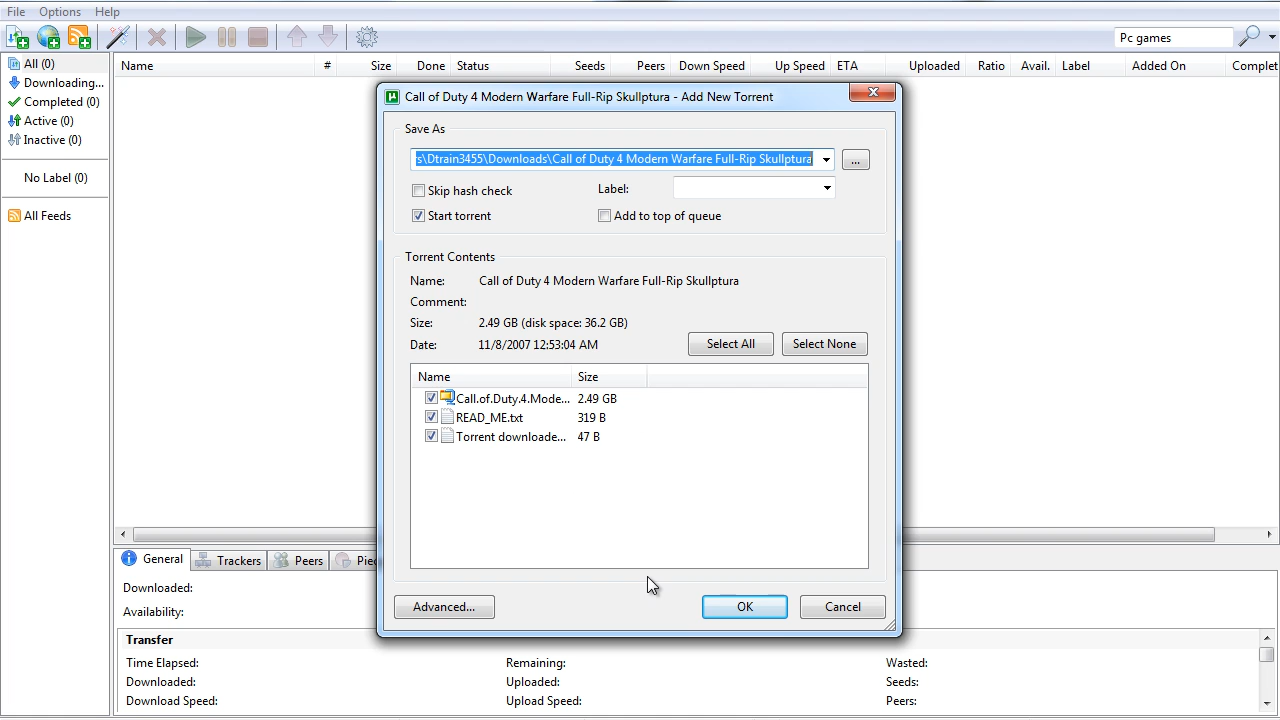 File Options Help
Pc games
All (0)
Name # Size Done Status Seeds Peers Down Speed Up Speed ETA Uploaded Ratio Avail. Label Added On Complet
Downloading...
Completed (0)
Active (0)
Inactive (0)
No Label (0)
All Feeds
µ Call of Duty 4 Modern Warfare Full-Rip Skullptura - Add New Torrent
Save As
s\Dtrain3455\Downloads\Call of Duty 4 Modern Warfare Full-Rip Skullptura ...
Skip hash check Label:
Start torrent Add to top of queue
Torrent Contents
Name: Call of Duty 4 Modern Warfare Full-Rip Skullptura
Comment:
Size: 2.49 GB (disk space: 36.2 GB)
Date: 11/8/2007 12:53:04 AM Select All Select None
Name Size
Call.of.Duty.4.Mode... 2.49 GB
READ_ME.txt 319 B
Torrent downloade... 47 B
Advanced... OK Cancel
General Trackers Peers Piec
Downloaded:
Availability:
Transfer
Time Elapsed: Remaining: Wasted:
Downloaded: Uploaded: Seeds:
Download Speed: Upload Speed: Peers: